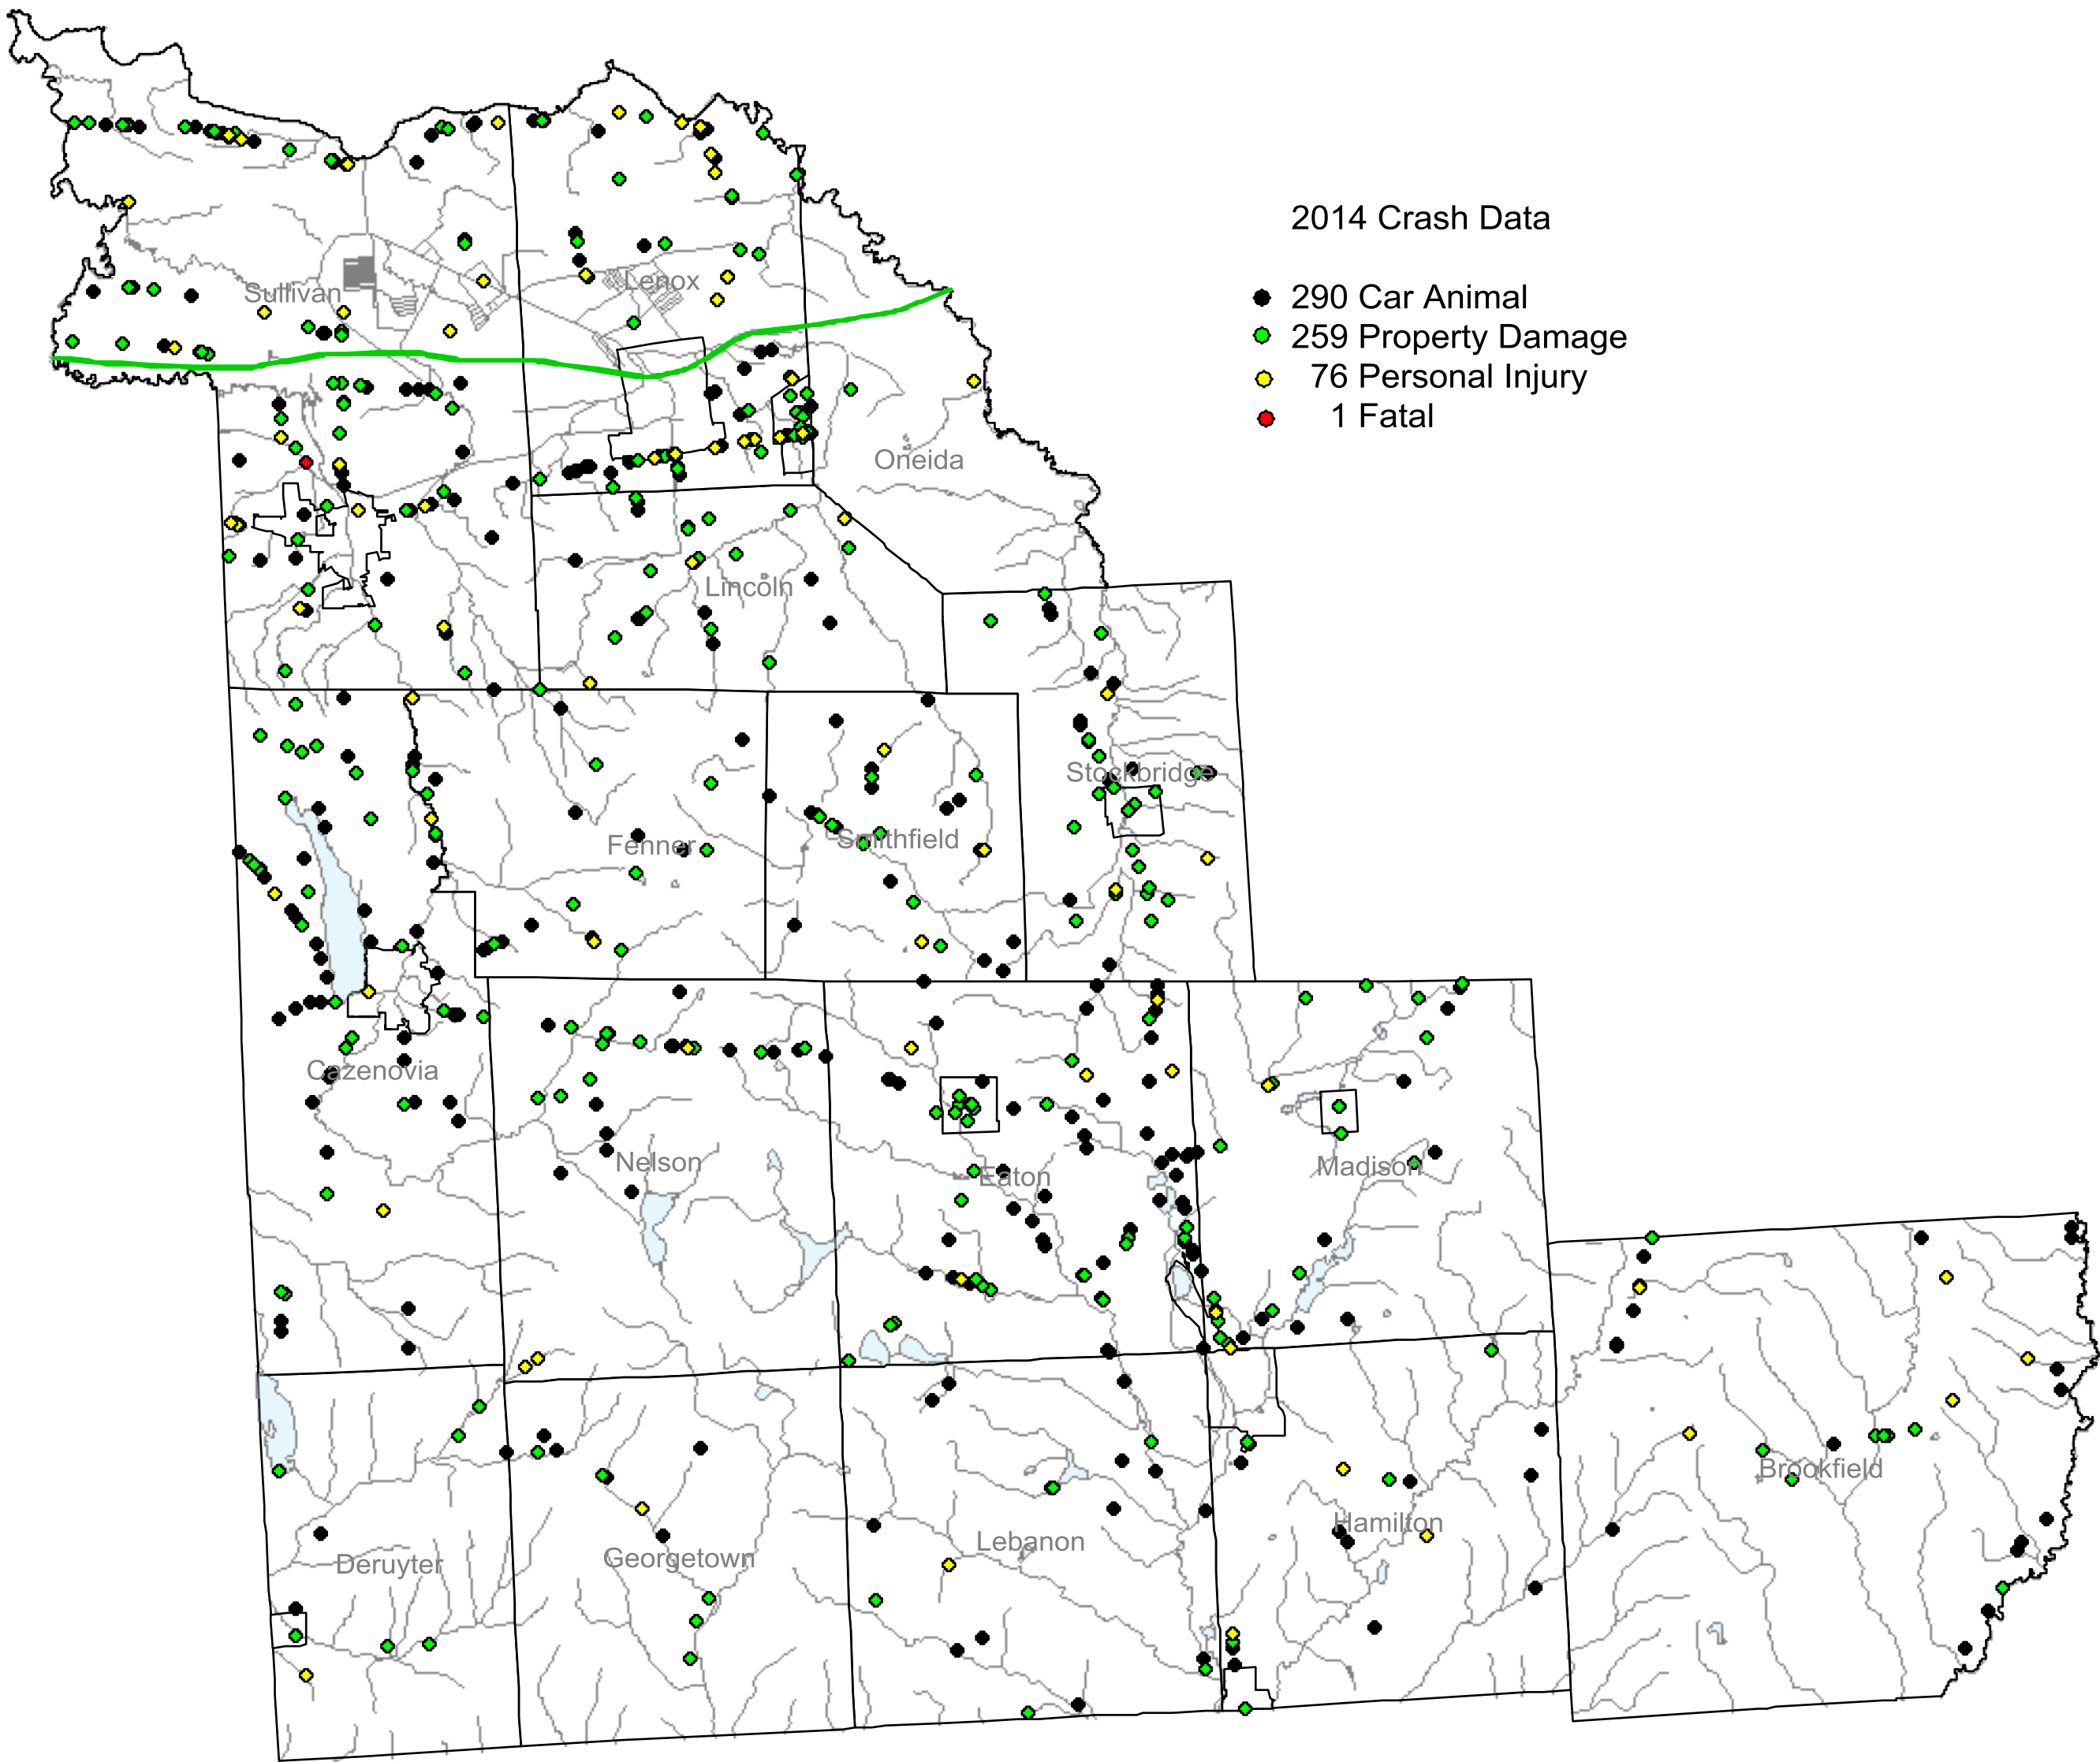 2014 Crash Data
290 Car Animal
259 Property Damage
76 Personal Injury
1 Fatal
Sullivan
Lenox
Oneida
Lincoln
Stockbridge
Fenner
Smithfield
Cazenovia
Nelson
Eaton
Madison
Brookfield
Hamilton
Lebanon
Georgetown
Deruyter